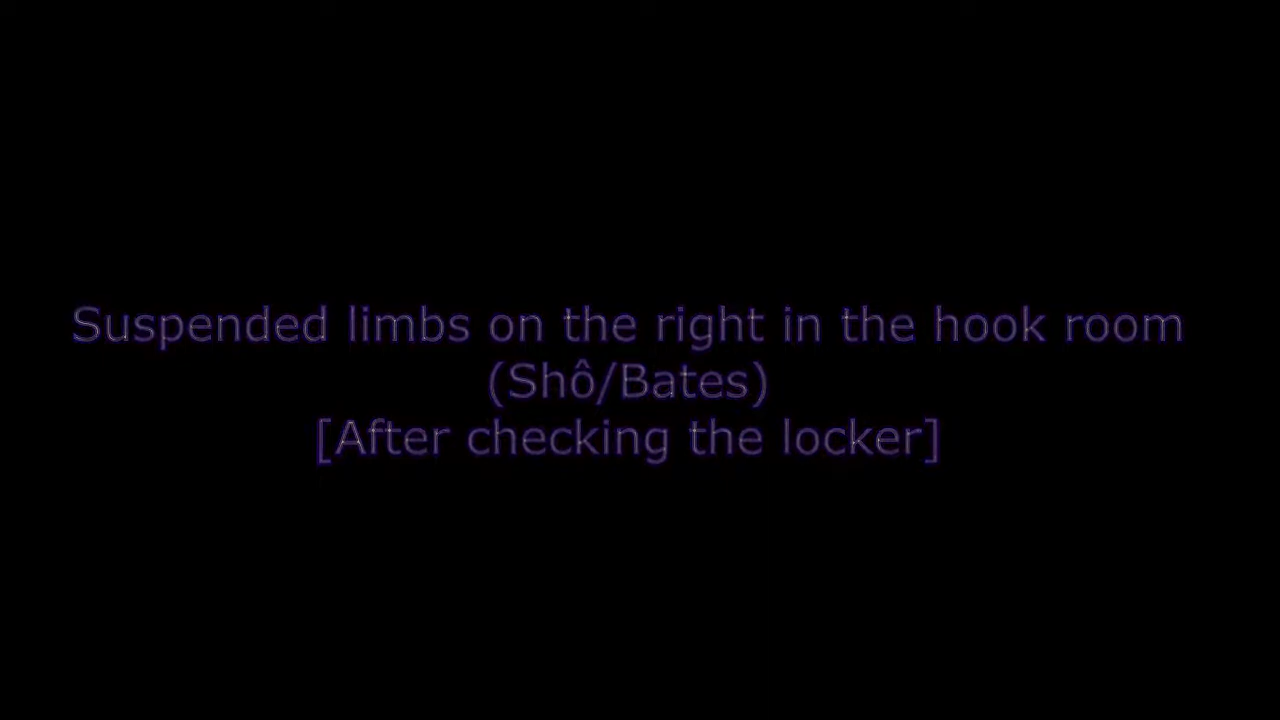 Suspended limbs on the right in the hook room
(Shô/Bates)
[After checking the locker]